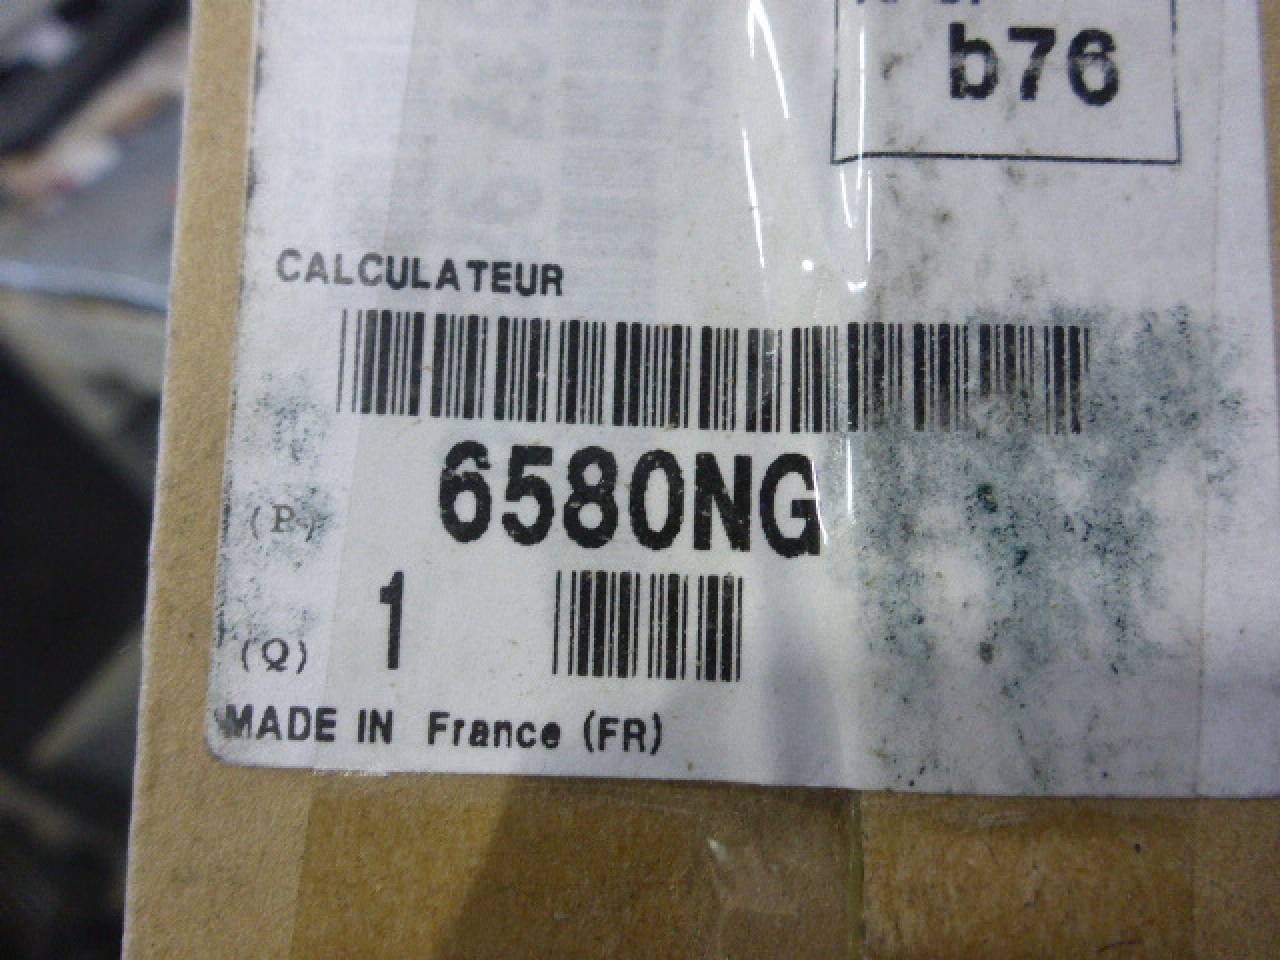 b76
CALCULATEUR
(P) 6580NG
(Q) 1
MADE IN France (FR)